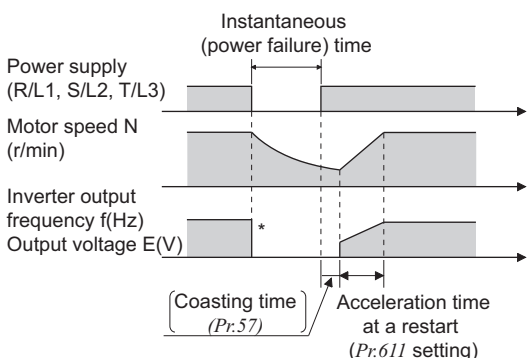 Instantaneous
(power failure) time
Power supply
(R/L1, S/L2, T/L3)
Motor speed N
(r/min)
Inverter output
frequency f(Hz)
Output voltage E(V)
*
Coasting time
(Pr.57)
Acceleration time
at a restart
(Pr.611 setting)